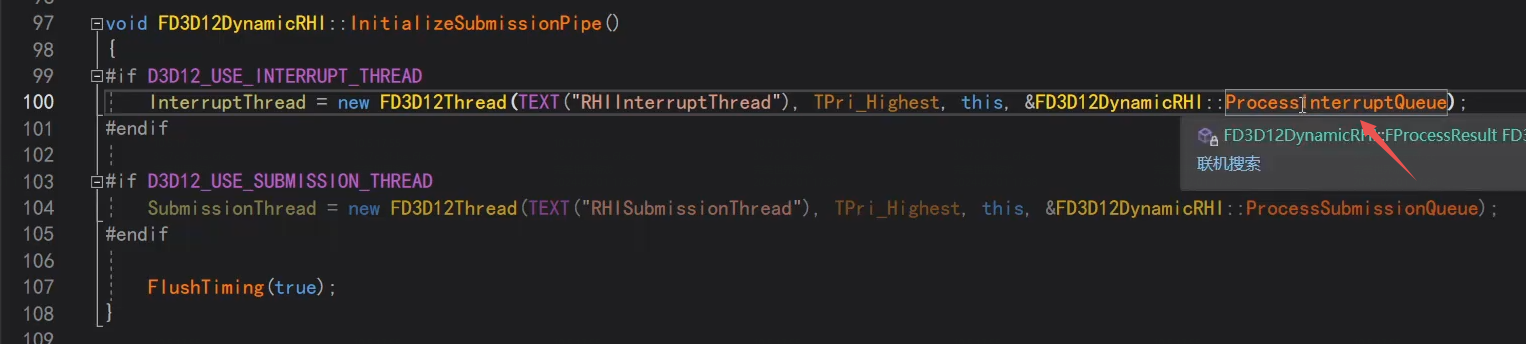 97 void FD3D12DynamicRHI::InitializeSubmissionPipe()
98 {
99 #if D3D12_USE_INTERRUPT_THREAD
100 InterruptThread = new FD3D12Thread(TEXT("RHIInterruptThread"), TPri_Highest, this, &FD3D12DynamicRHI::ProcessInterruptQueue);
101 #endif
FD3D12DynamicRHI::FProcessResult FD3
102
联机搜索
103 #if D3D12_USE_SUBMISSION_THREAD
104 SubmissionThread = new FD3D12Thread(TEXT("RHISubmissionThread"), TPri_Highest, this, &FD3D12DynamicRHI::ProcessSubmissionQueue);
105 #endif
106
107 FlushTiming(true);
108 }
109